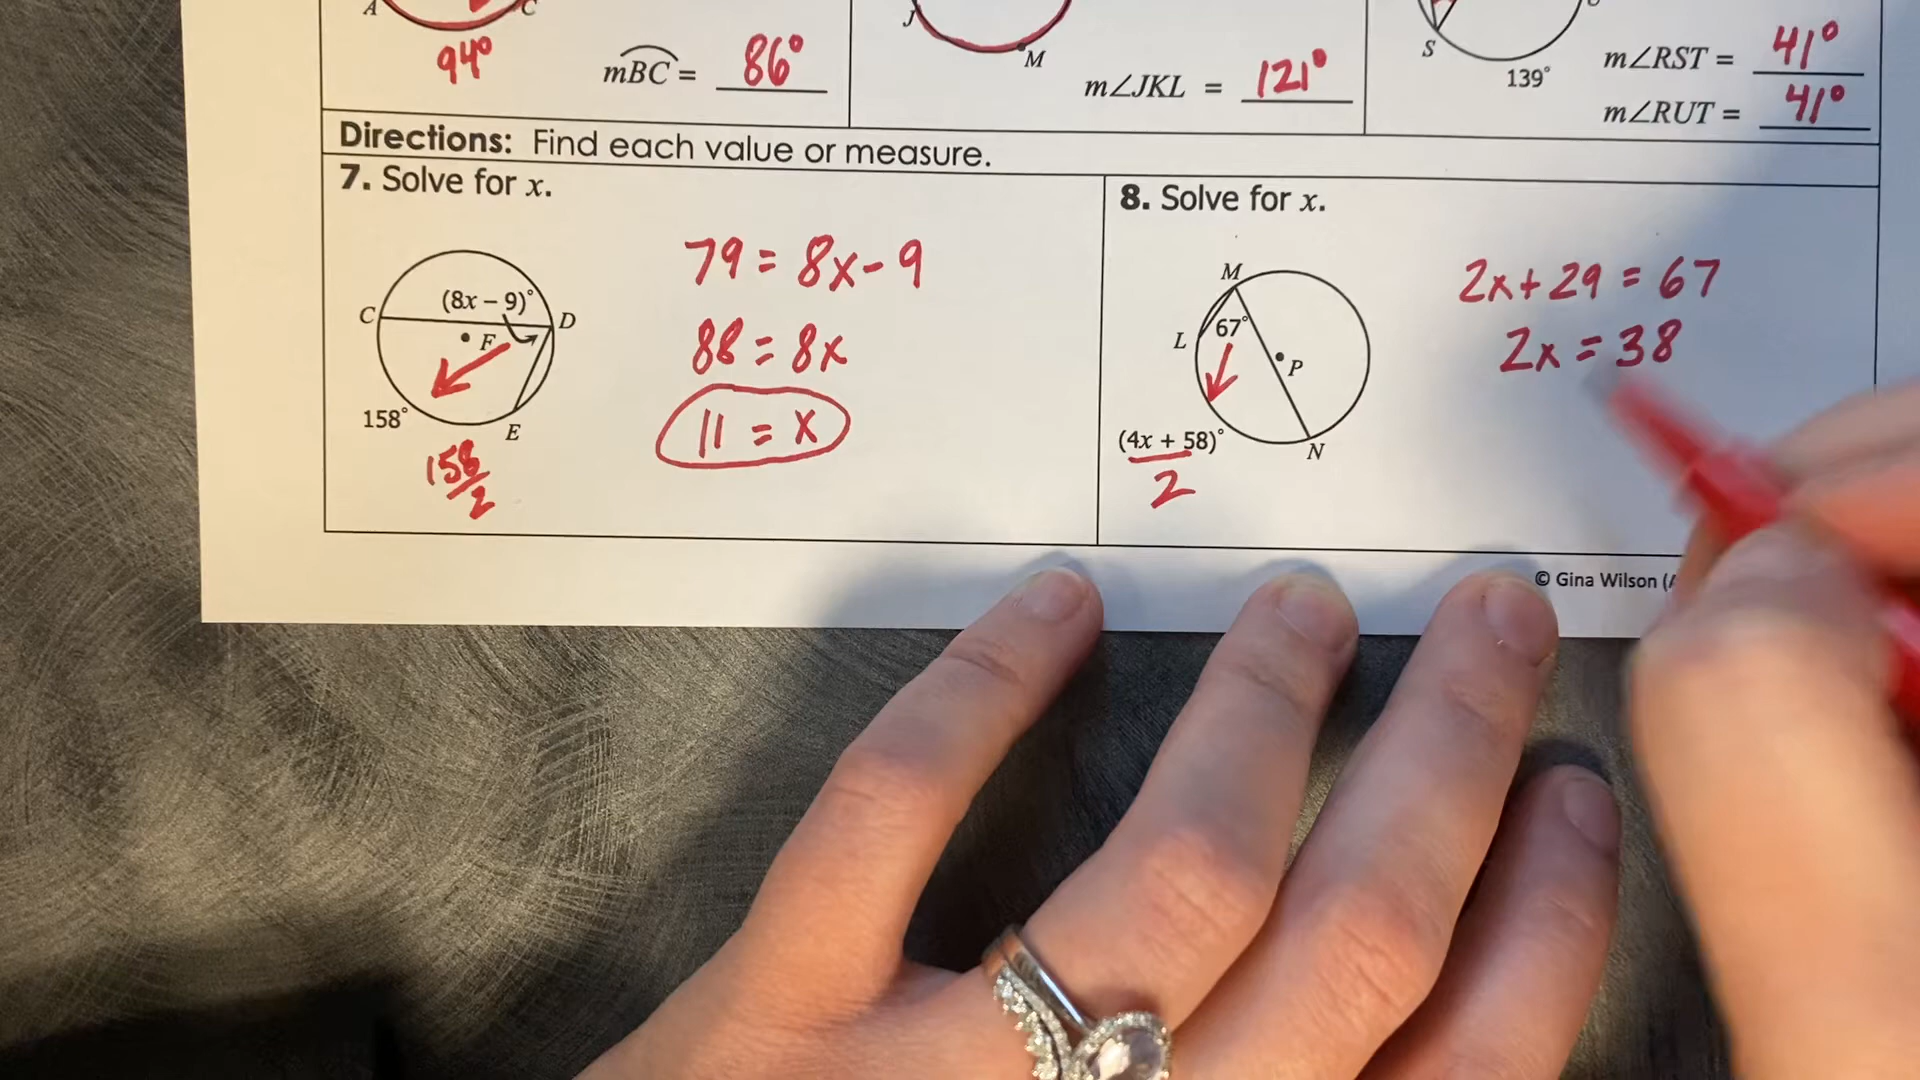 A
C
94°
mBC = 86°
J
M
m∠JKL = 121°
S
139°
m∠RST = 41°
m∠RUT = 41°
Directions: Find each value or measure.
7. Solve for x.
C
(8x – 9)°
D
F
158°
E
158/2
79 = 8x - 9
88 = 8x
11 = x
8. Solve for x.
M
L
67°
P
(4x + 58)°
2
N
2x + 29 = 67
2x = 38
© Gina Wilson (